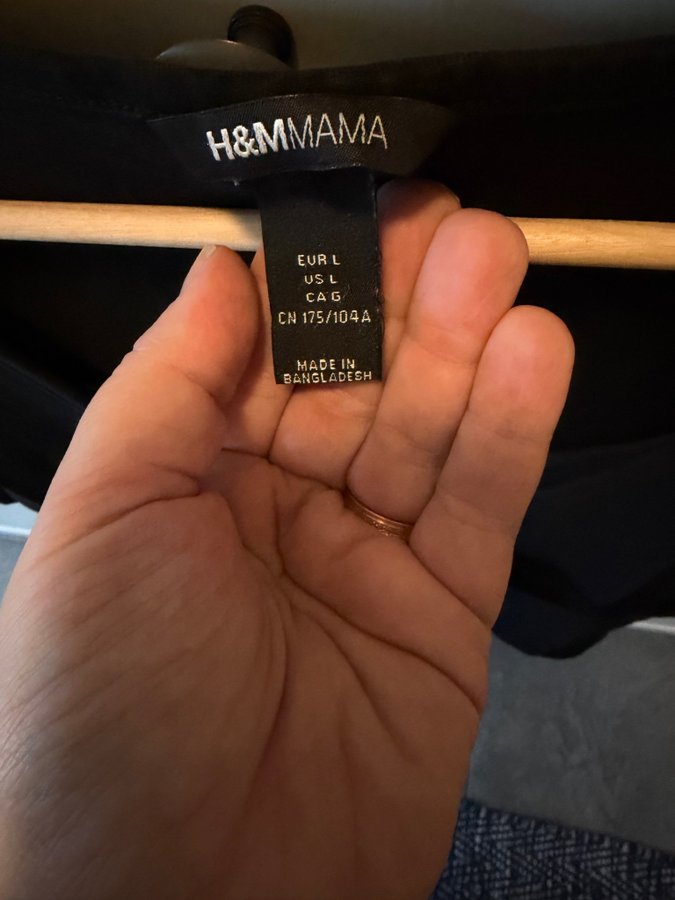 H&MMAMA
EUR L
US L
CA G
CN 175/104A
MADE IN
BANGLADESH